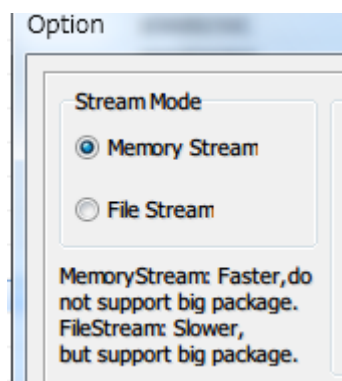 Option
Stream Mode
Memory Stream
File Stream
MemoryStream: Faster,do
not support big package.
FileStream: Slower,
but support big package.